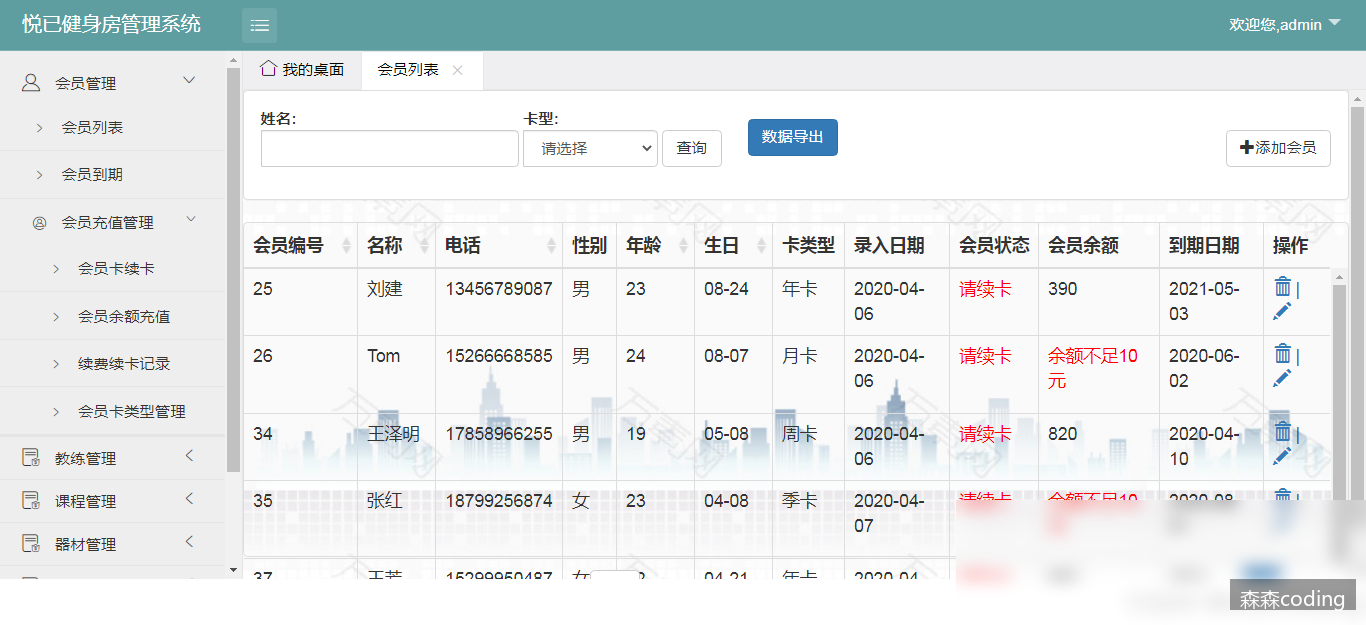 悦已健身房管理系统
欢迎您,admin
会员管理
会员列表
会员到期
会员充值管理
会员卡续卡
会员余额充值
续费续卡记录
会员卡类型管理
教练管理
课程管理
器材管理
我的桌面 会员列表
姓名: 卡型:
请选择 查询 数据导出 添加会员
会员编号 名称 电话 性别 年龄 生日 卡类型 录入日期 会员状态 会员余额 到期日期 操作
25 刘建 13456789087 男 23 08-24 年卡 2020-04- 请续卡 390 2021-05-
06 03
26 Tom 15266668585 男 24 08-07 月卡 2020-04- 请续卡 余额不足10 2020-06-
06 元 02
34 王泽明 17858966255 男 19 05-08 周卡 2020-04- 请续卡 820 2020-04-
06 10
35 张红 18799256874 女 23 04-08 季卡 2020-04- 请续卡 余额不足10 2020-08-
07
37 王芳 15299950487 女 04-21 年卡 2020-04-
森森coding